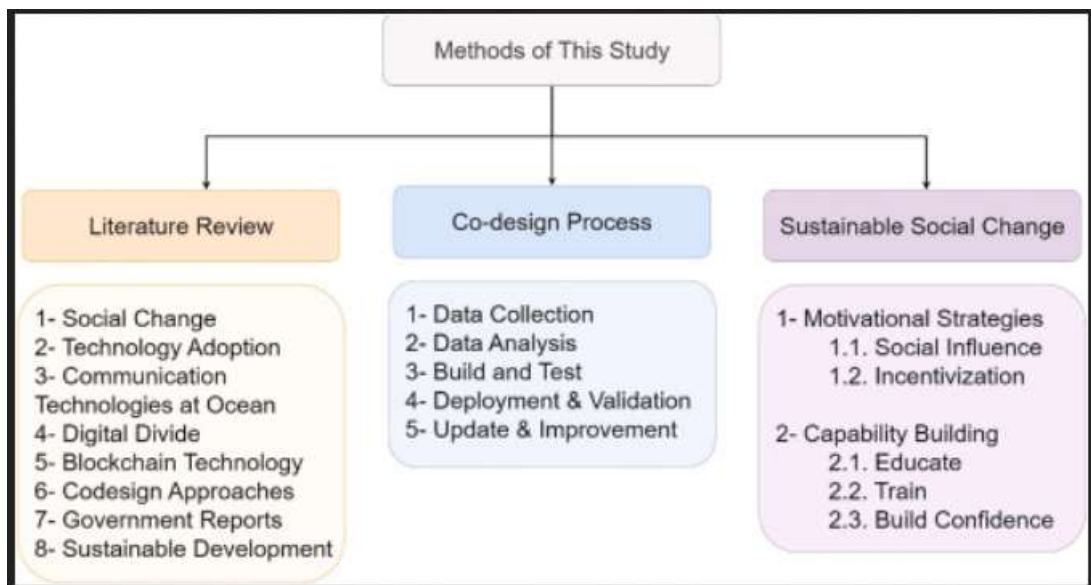 Methods of This Study
Literature Review
1- Social Change
2- Technology Adoption
3- Communication
Technologies at Ocean
4- Digital Divide
5- Blockchain Technology
6- Codesign Approaches
7- Government Reports
8- Sustainable Development
Co-design Process
1- Data Collection
2- Data Analysis
3- Build and Test
4- Deployment & Validation
5- Update & Improvement
Sustainable Social Change
1- Motivational Strategies
1.1. Social Influence
1.2. Incentivization
2- Capability Building
2.1. Educate
2.2. Train
2.3. Build Confidence